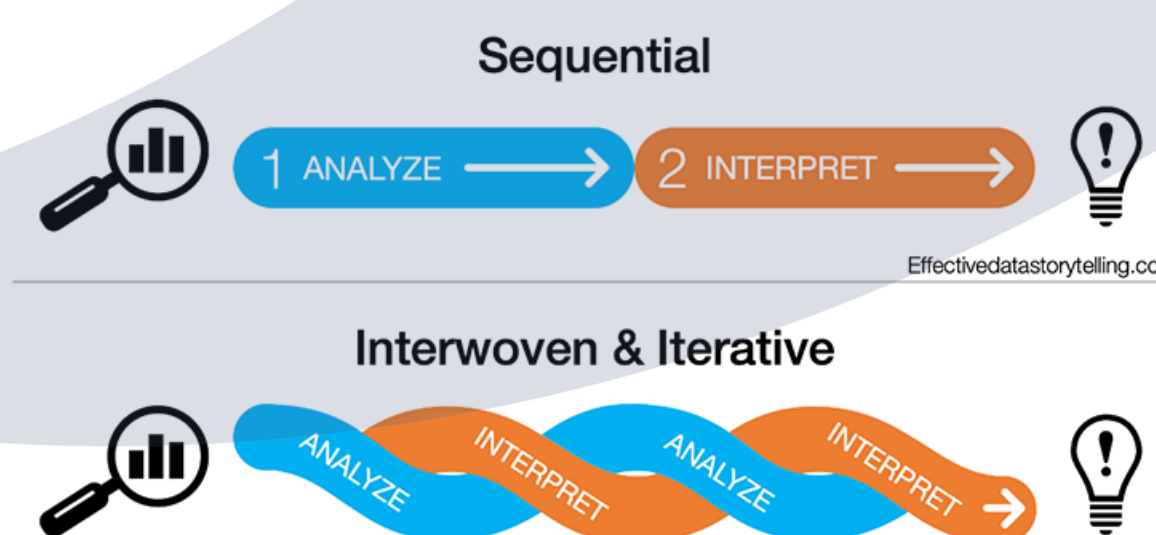 Sequential
1 ANALYZE 2 INTERPRET
Effectivedatastorytelling.co
Interwoven & Iterative
ANALYZE INTERPRET ANALYZE INTERPRET